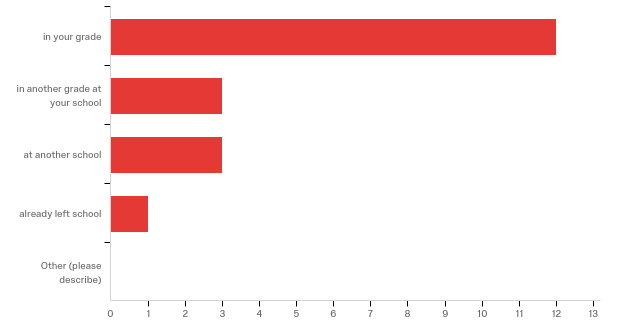 in your grade
in another grade at
your school
at another school
already left school
Other (please
describe)
0 1 2 3 4 5 6 7 8 9 10 11 12 13